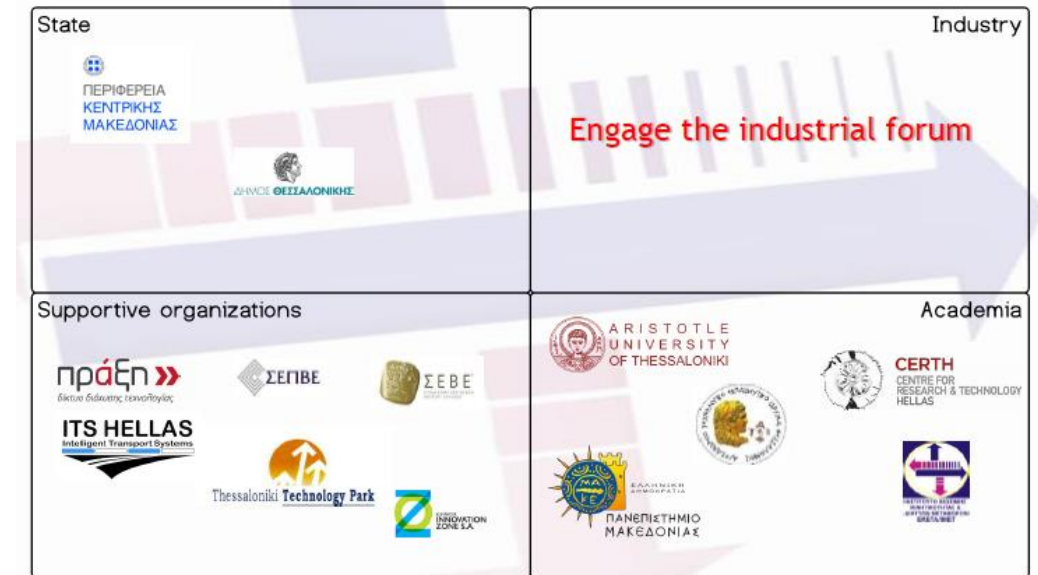 State
Industry
ΠΕΡΙΦΕΡΕΙΑ
ΚΕΝΤΡΙΚΗΣ
ΜΑΚΕΔΟΝΙΑΣ
ΔΗΜΟΣ ΘΕΣΣΑΛΟΝΙΚΗΣ
Engage the industrial forum
Supportive organizations
Academia
πράξη
δίκτυο διάχυσης τεχνολογίας
ΣΕΠΒΕ
ΣΕΒΕ
ITS HELLAS
Intelligent Transport Systems
Thessaloniki Technology Park
INNOVATION
ZONE S.A.
ARISTOTLE
UNIVERSITY
OF THESSALONIKI
CERTH
CENTRE FOR
RESEARCH & TECHNOLOGY
HELLAS
ΜΑ
ΚΕ
ΕΛΛΗΝΙΚΗ
ΔΗΜΟΚΡΑΤΙΑ
ΠΑΝΕΠΙΣΤΗΜΙΟ
ΜΑΚΕΔΟΝΙΑΣ